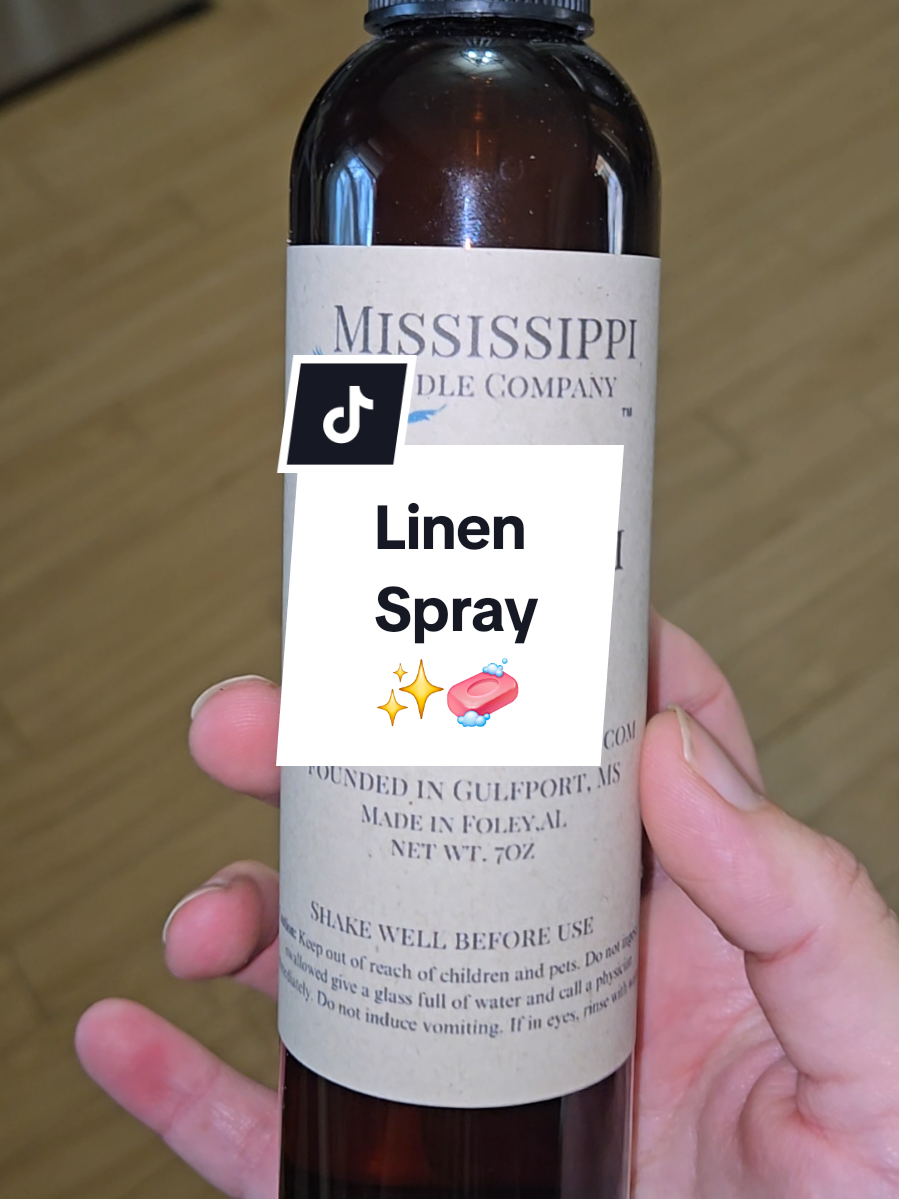 Mississippi
dle Company
™
Linen
Spray
I
.com
Founded in Gulfport, MS
Made in Foley,AL
Net Wt. 7oz
Shake well before use
Keep out of reach of children and pets. Do not
swallowed give a glass full of water and call a physician
Do not induce vomiting. If in eyes, rinse with